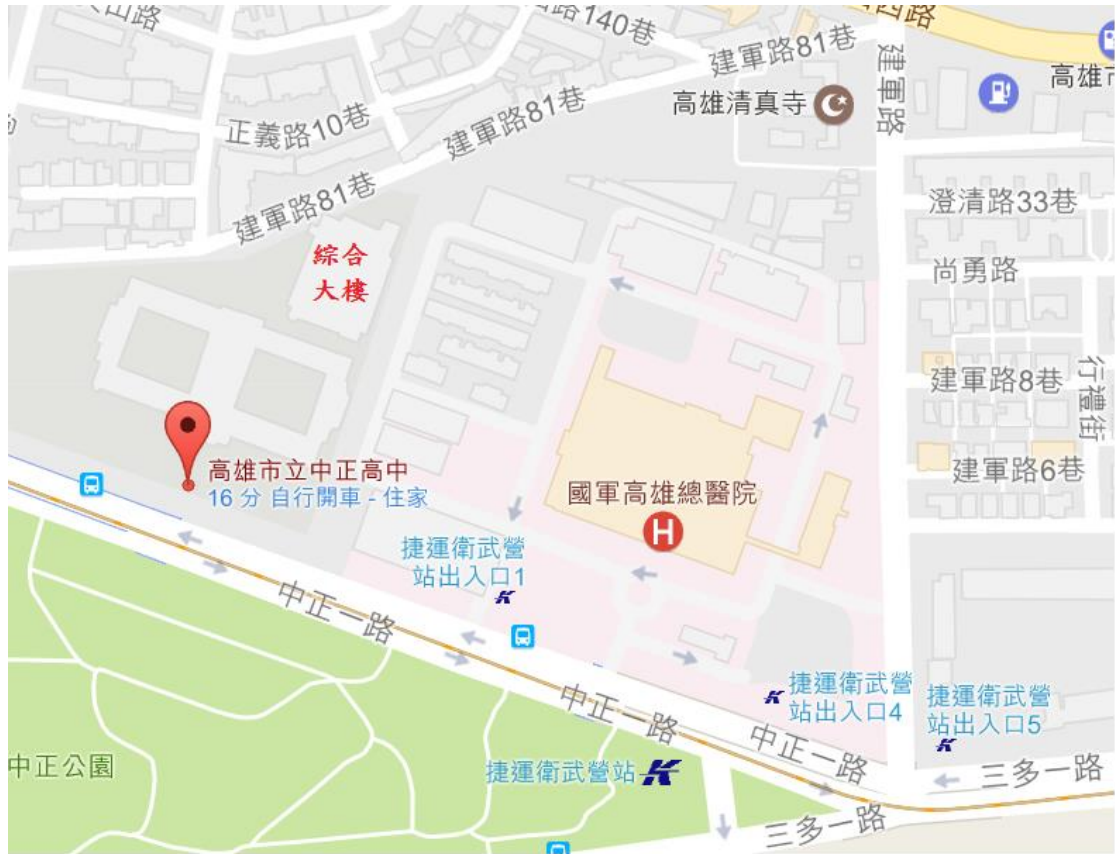 路140巷
西路
建軍路81巷
建軍路
高雄市
高雄清真寺
正義路10巷
建軍路81巷
澄清路33巷
建軍路81巷
綜合
大樓
尚勇路
建軍路8巷
行禮街
高雄市立中正高中
16 分 自行開車 - 住家
建軍路6巷
國軍高雄總醫院
H
捷運衛武營
站出入口1
中正一路
捷運衛武營
站出入口4
捷運衛武營
站出入口5
中正一路
中正一路
中正公園
捷運衛武營站
三多一路
三多一路